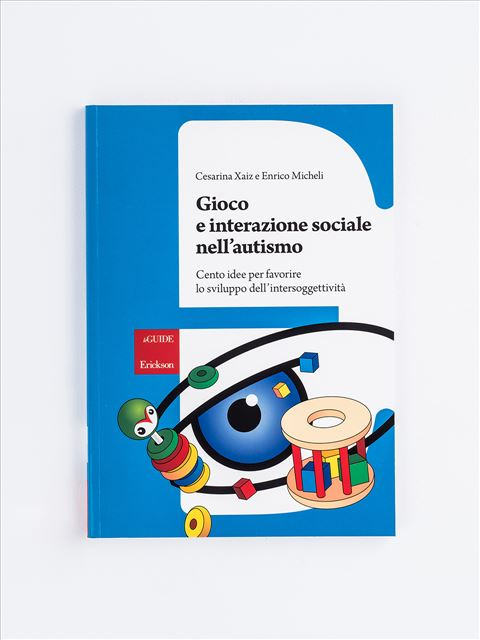 Cesarina Xaiz e Enrico Micheli
Gioco
e interazione sociale
nell'autismo
Cento idee per favorire
lo sviluppo dell'intersoggettività
le GUIDE
Erickson